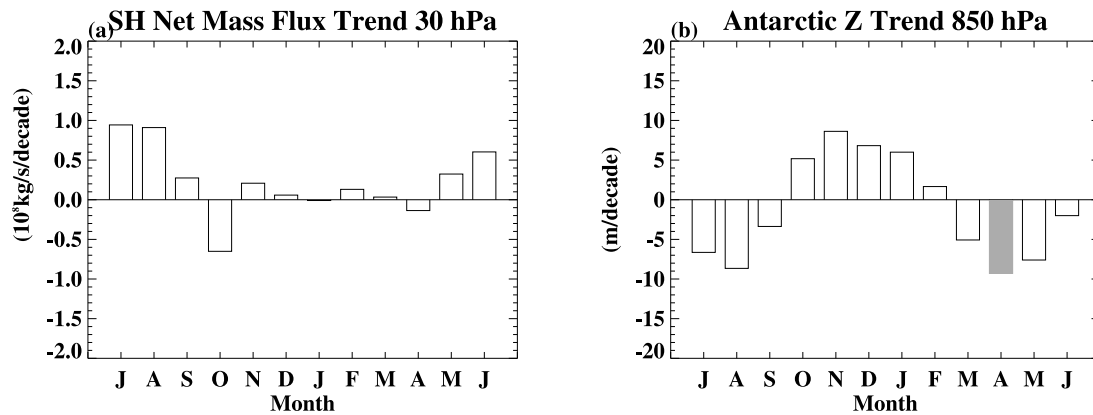 (a) SH Net Mass Flux Trend 30 hPa
2.0
1.5
1.0
0.5
0.0
-0.5
-1.0
-1.5
-2.0
(10⁸kg/s/decade)
J A S O N D J F M A M J
Month
(b) Antarctic Z Trend 850 hPa
20
15
10
5
0
-5
-10
-15
-20
(m/decade)
J A S O N D J F M A M J
Month